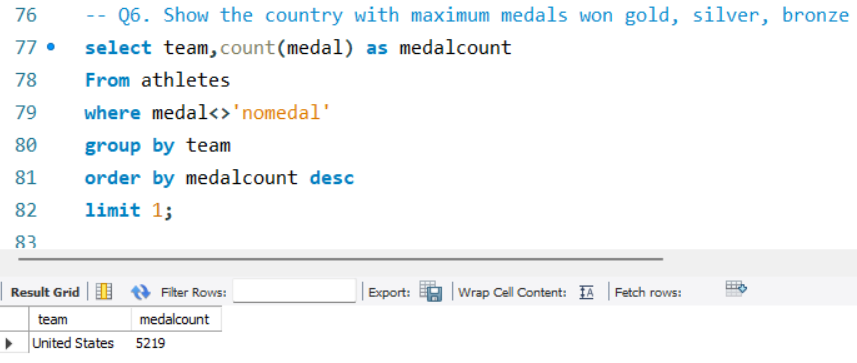 76 -- Q6. Show the country with maximum medals won gold, silver, bronze
77 select team,count(medal) as medalcount
78 From athletes
79 where medal<>'nomedal'
80 group by team
81 order by medalcount desc
82 limit 1;
83
Result Grid Filter Rows: Export: Wrap Cell Content: IA Fetch rows:
team medalcount
United States 5219